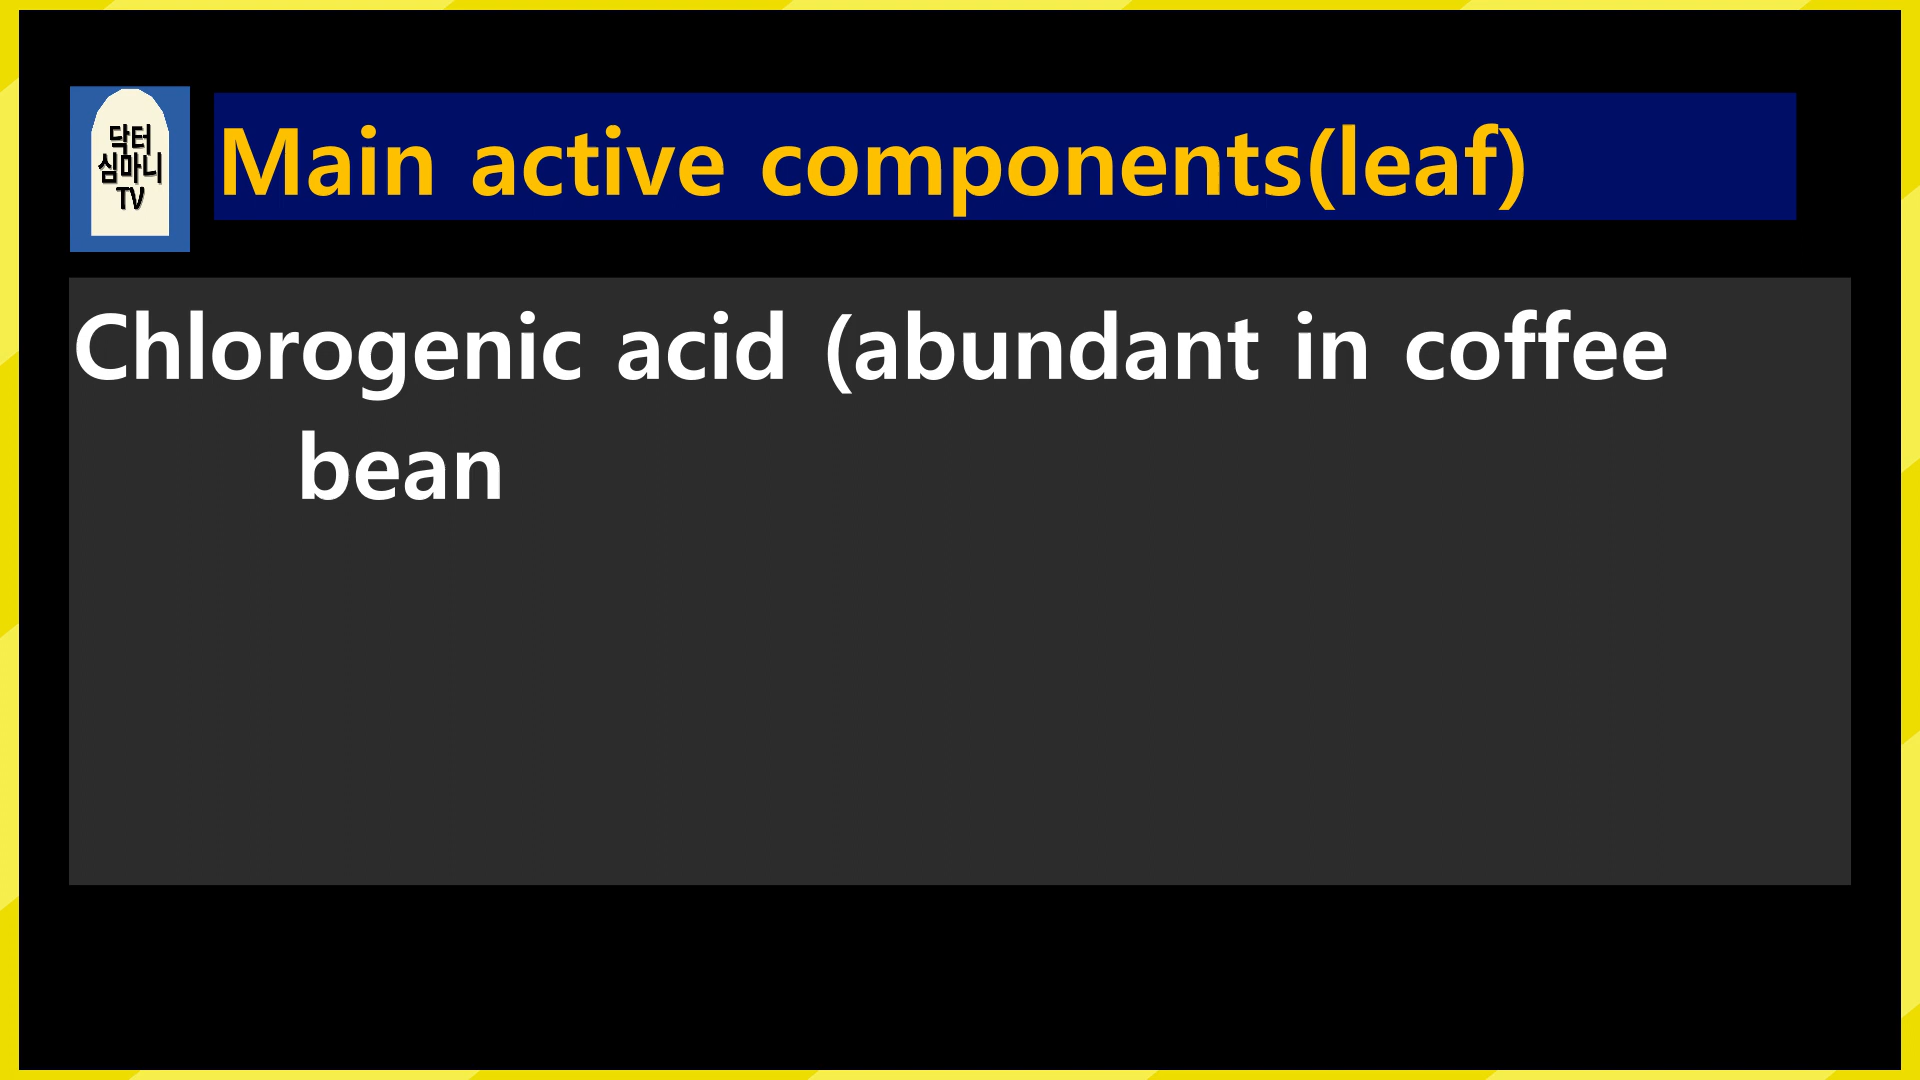 닥터
심마니
TV
Main active components(leaf)
Chlorogenic acid (abundant in coffee
bean